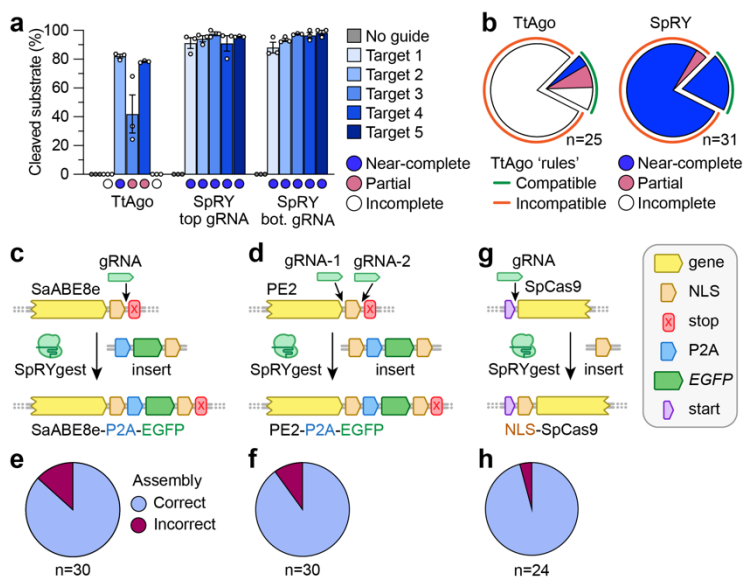 a
Cleaved substrate (%)
100
80
60
40
20
0
TtAgo
SpRY
top gRNA
SpRY
bot. gRNA
No guide
Target 1
Target 2
Target 3
Target 4
Target 5
Near-complete
Partial
Incomplete
b
TtAgo
SpRY
n=25
n=31
TtAgo 'rules'
Compatible
Incompatible
Near-complete
Partial
Incomplete
c
gRNA
SaABE8e
X
SpRYgest
insert
X
SaABE8e-P2A-EGFP
d
gRNA-1
gRNA-2
PE2
X
SpRYgest
insert
X
PE2-P2A-EGFP
g
gRNA
SpCas9
SpRYgest
insert
NLS-SpCas9
gene
NLS
X
stop
P2A
EGFP
start
e
Assembly
Correct
Incorrect
n=30
f
n=30
h
n=24